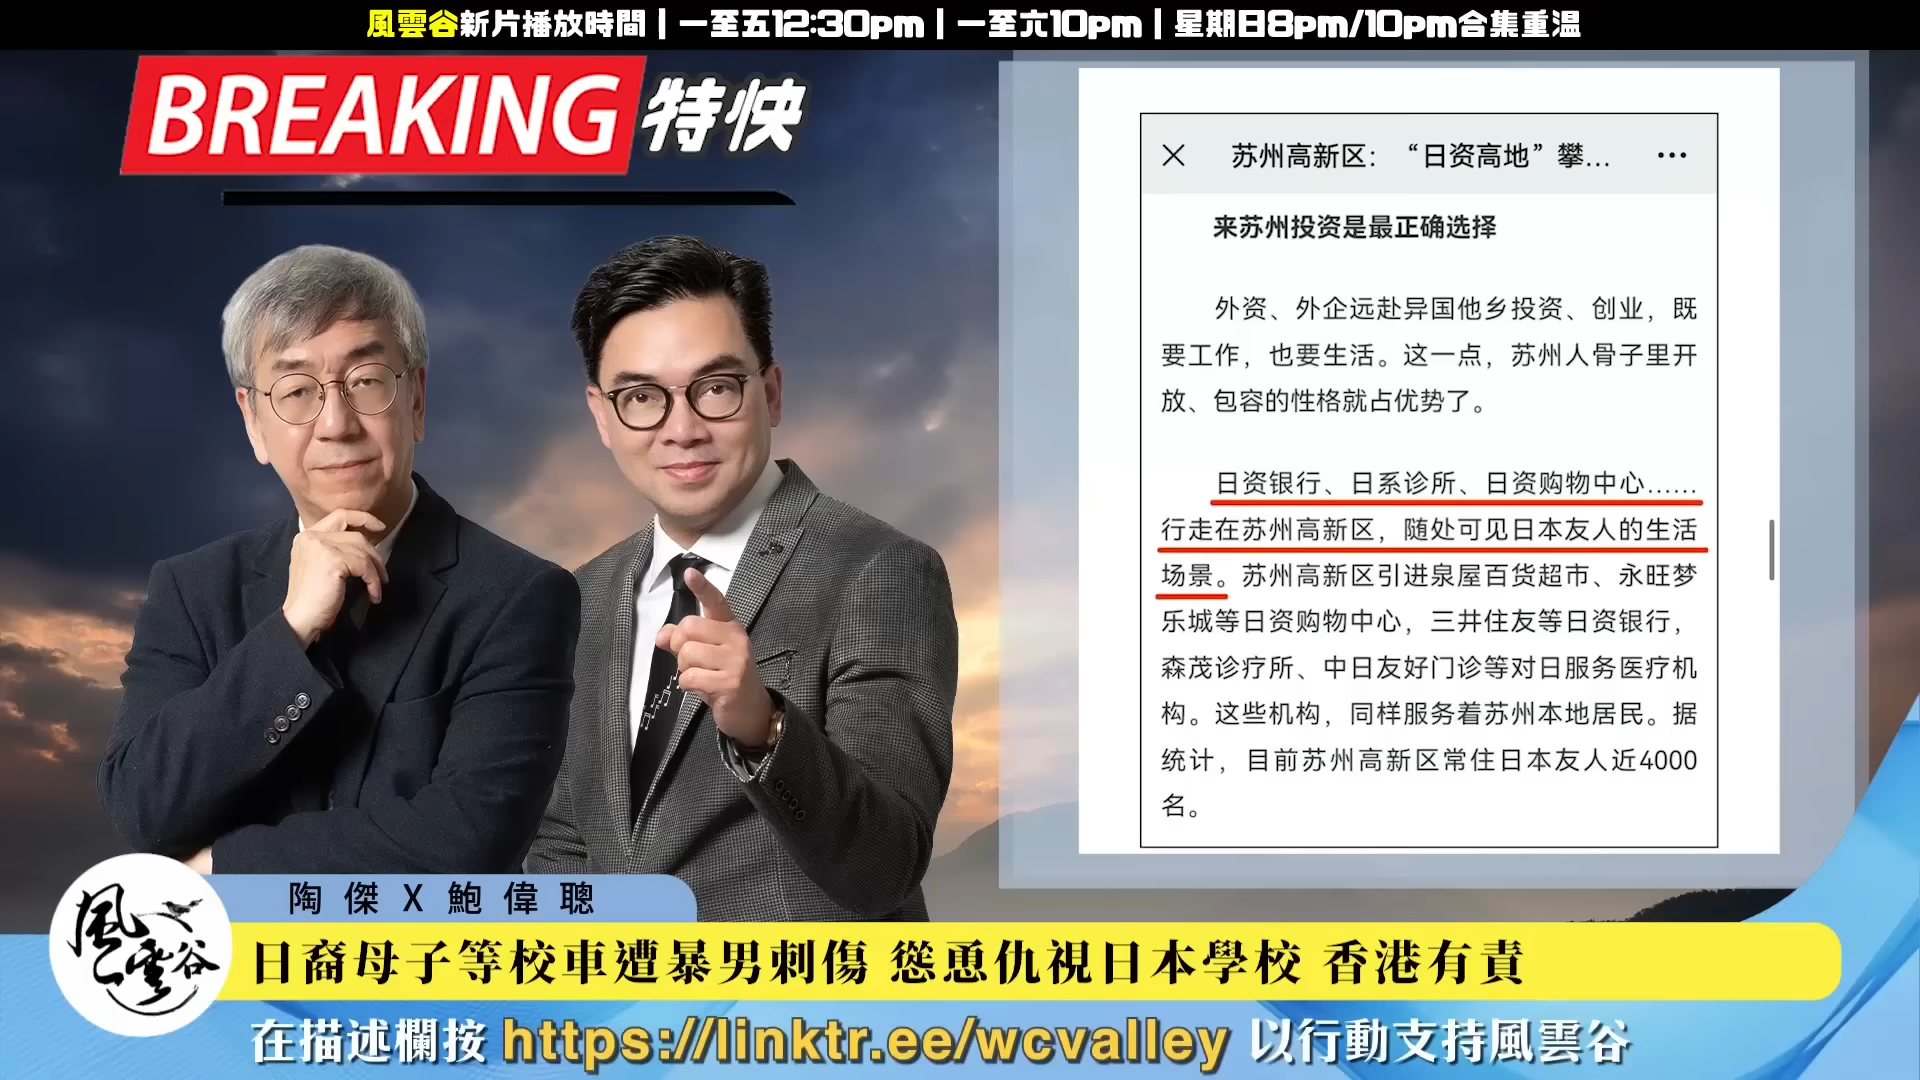 風雲谷新片播放時間 | 一至五12:30pm | 一至六10pm | 星期日8pm/10pm合集重温
BREAKING 特快
苏州高新区：“日资高地”攀...
来苏州投资是最正确选择
外资、外企远赴异国他乡投资、创业，既
要工作，也要生活。这一点，苏州人骨子里开
放、包容的性格就占优势了。
日资银行、日系诊所、日资购物中心……
行走在苏州高新区，随处可见日本友人的生活
场景。苏州高新区引进泉屋百货超市、永旺梦
乐城等日资购物中心，三井住友等日资银行，
森茂诊疗所、中日友好门诊等对日服务医疗机
构。这些机构，同样服务着苏州本地居民。据
统计，目前苏州高新区常住日本友人近4000
名。
陶傑 X 鮑偉聰
風雲谷
日裔母子等校車遭暴男刺傷 慫恿仇視日本學校 香港有責
在描述欄按 https://linktr.ee/wcvalley 以行動支持風雲谷